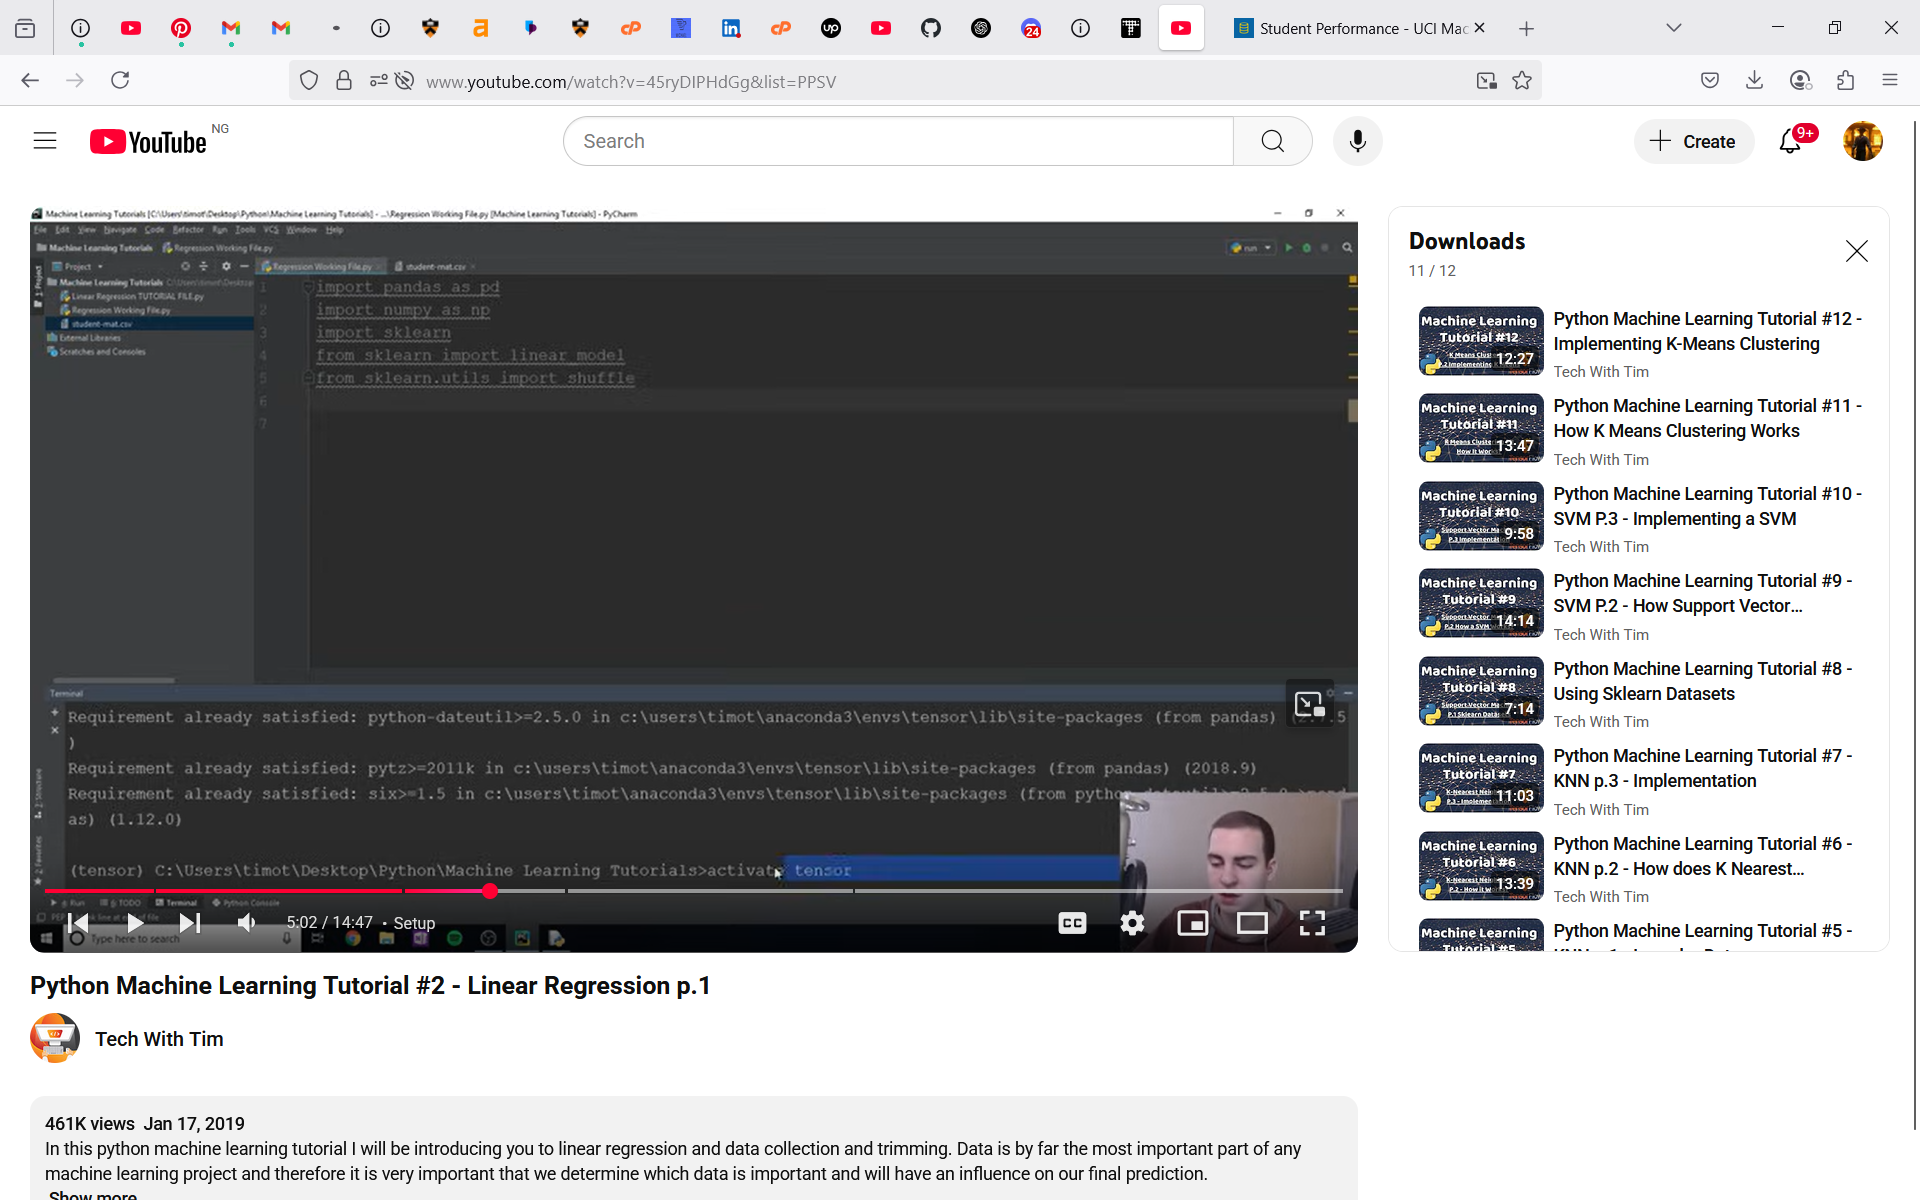 Student Performance - UCI Mac
www.youtube.com/watch?v=45ryDIPHdGg&list=PPSV
YouTube NG
Search
Create
9+
Machine Learning Tutorials [C:\Users\timot\Desktop\Python\Machine Learning Tutorials] - ...\Regression Working File.py [Machine Learning Tutorials] - PyCharm
File Edit View Navigate Code Refactor Run Tools VCS Window Help
Machine Learning Tutorials Regression Working File.py
run
Project
Regression Working File.py student-mat.csv
Machine Learning Tutorials C:\Users\timot\Desktop
Linear Regression TUTORIAL FILE.py
Regression Working File.py
student-mat.csv
External Libraries
Scratches and Consoles
1 import pandas as pd
2 import numpy as np
3 import sklearn
4 from sklearn import linear_model
5 from sklearn.utils import shuffle
6
7
Terminal
Requirement already satisfied: python-dateutil>=2.5.0 in c:\users\timot\anaconda3\envs\tensor\lib\site-packages (from pandas)
)
Requirement already satisfied: pytz>=2011k in c:\users\timot\anaconda3\envs\tensor\lib\site-packages (from pandas) (2018.9)
Requirement already satisfied: six>=1.5 in c:\users\timot\anaconda3\envs\tensor\lib\site-packages (from
as) (1.12.0)
(tensor) C:\Users\timot\Desktop\Python\Machine Learning Tutorials>activate tensor
Run TODO Terminal Python Console
5:02 / 14:47 • Setup
CC
Type here to search
Python Machine Learning Tutorial #2 - Linear Regression p.1
Tech With Tim
461K views Jan 17, 2019
In this python machine learning tutorial I will be introducing you to linear regression and data collection and trimming. Data is by far the most important part of any
machine learning project and therefore it is very important that we determine which data is important and will have an influence on our final prediction.
Show more
Downloads
11 / 12
Machine Learning
Tutorial #12
12:27
Python Machine Learning Tutorial #12 -
Implementing K-Means Clustering
Tech With Tim
Machine Learning
Tutorial #11
13:47
Python Machine Learning Tutorial #11 -
How K Means Clustering Works
Tech With Tim
Machine Learning
Tutorial #10
9:58
Python Machine Learning Tutorial #10 -
SVM P.3 - Implementing a SVM
Tech With Tim
Machine Learning
Tutorial #9
14:14
Python Machine Learning Tutorial #9 -
SVM P.2 - How Support Vector...
Tech With Tim
Machine Learning
Tutorial #8
7:14
Python Machine Learning Tutorial #8 -
Using Sklearn Datasets
Tech With Tim
Machine Learning
Tutorial #7
11:03
Python Machine Learning Tutorial #7 -
KNN p.3 - Implementation
Tech With Tim
Machine Learning
Tutorial #6
13:39
Python Machine Learning Tutorial #6 -
KNN p.2 - How does K Nearest...
Tech With Tim
Machine Learning
Python Machine Learning Tutorial #5 -